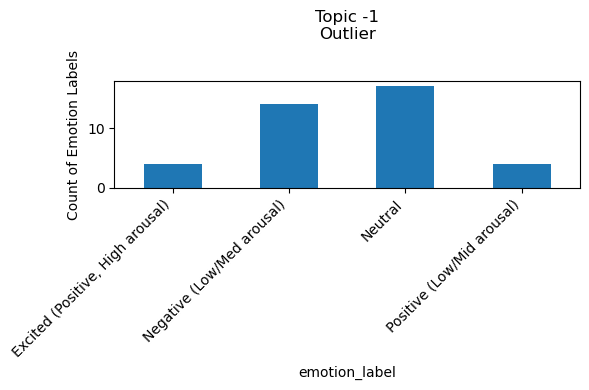 Topic -1
Outlier
Count of Emotion Labels
10
0
Excited (Positive, High arousal)
Negative (Low/Med arousal)
Neutral
Positive (Low/Mid arousal)
emotion_label